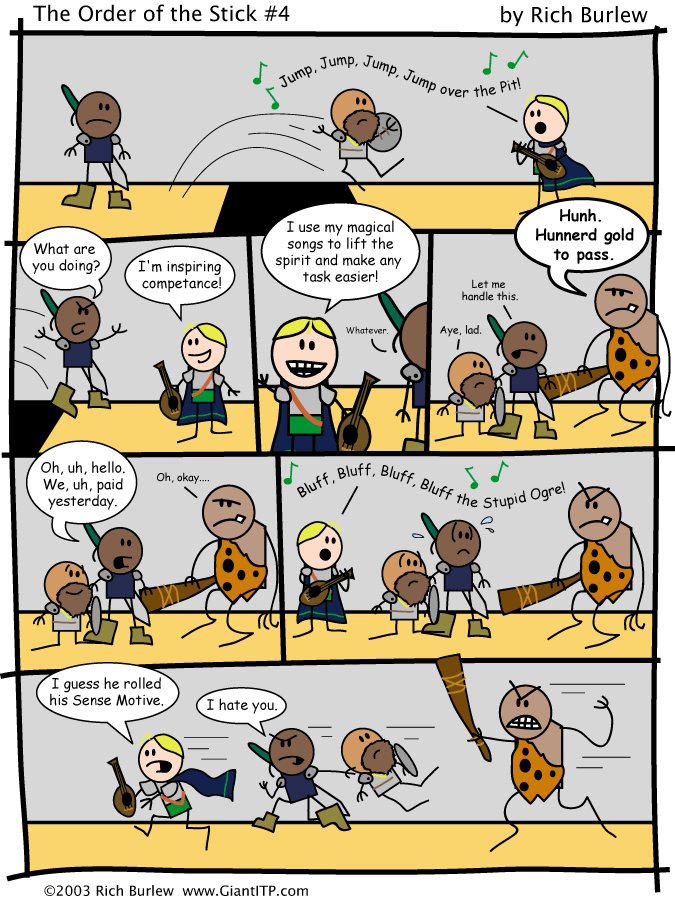 The Order of the Stick #4
by Rich Burlew
Jump, Jump, Jump, Jump over the Pit!
What are
you doing?
I'm inspiring
competance!
I use my magical
songs to lift the
spirit and make any
task easier!
Whatever.
Hunh.
Hunnerd gold
to pass.
Let me
handle this.
Aye, lad.
Oh, uh, hello.
We, uh, paid
yesterday.
Oh, okay....
Bluff, Bluff, Bluff, Bluff the Stupid Ogre!
I guess he rolled
his Sense Motive.
I hate you.
©2003 Rich Burlew www.GiantITP.com